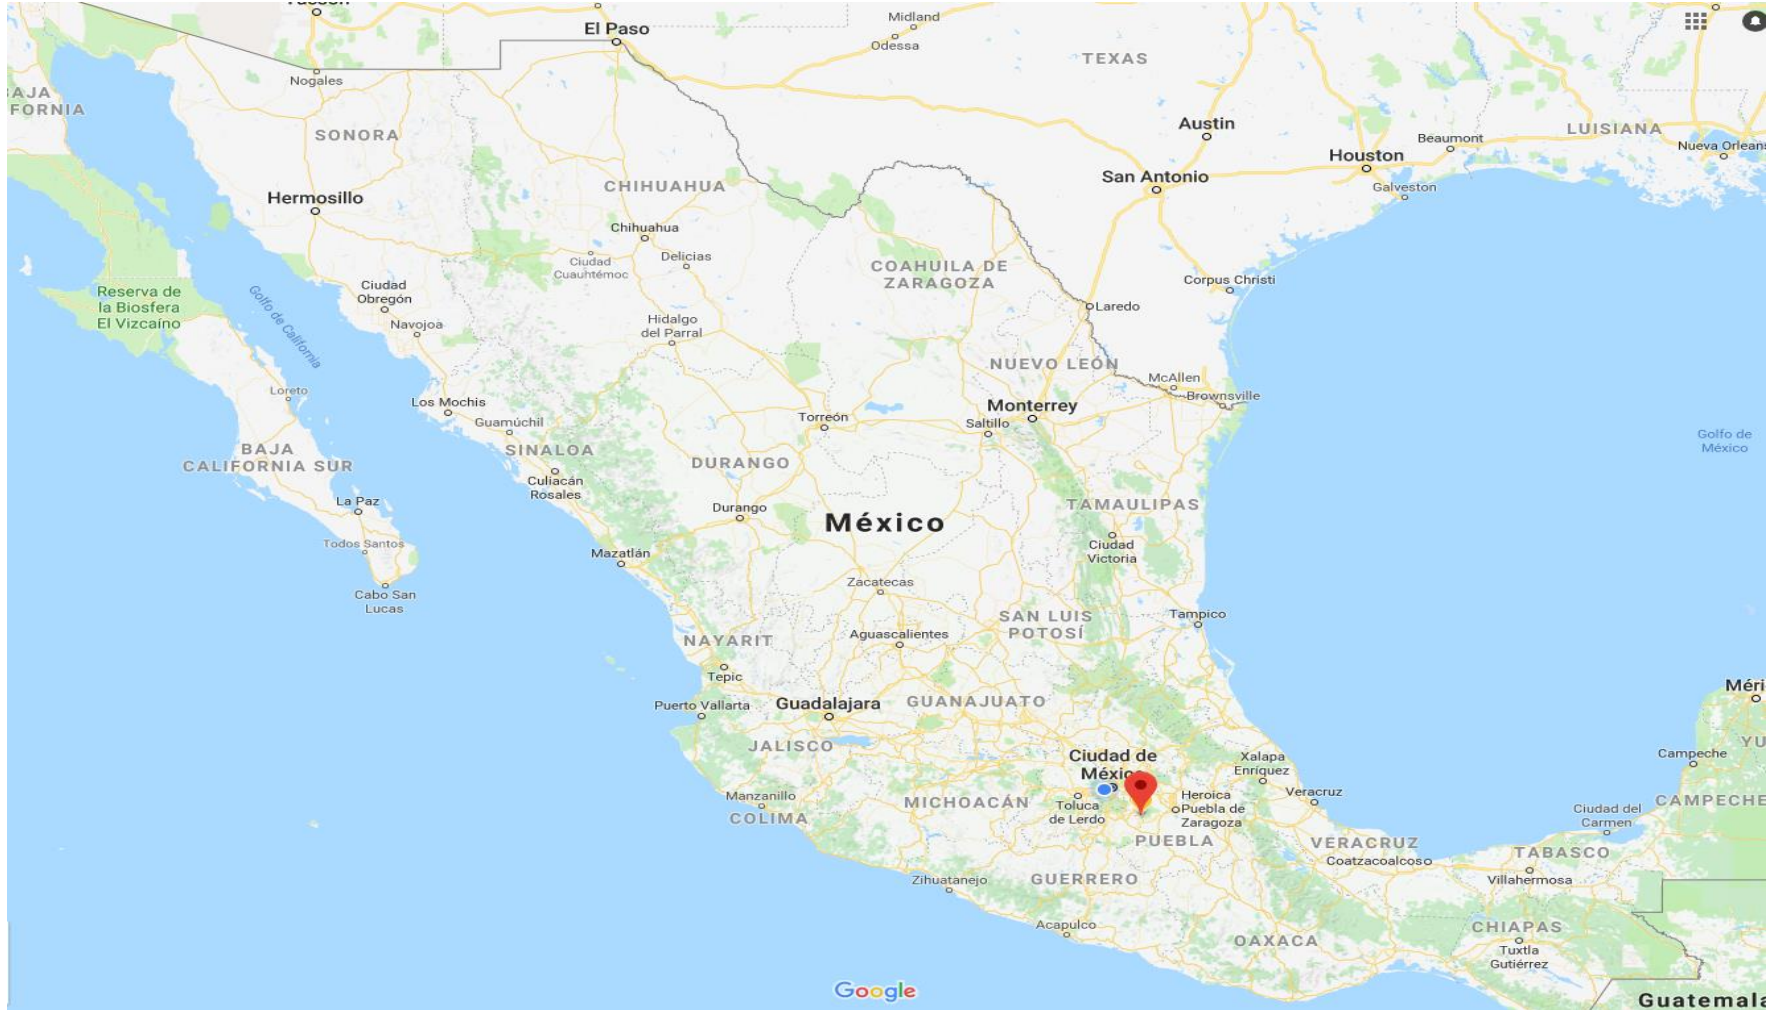 Tucson
El Paso
Midland
Odessa
TEXAS
Nogales
BAJA
FORNIA
SONORA
Austin
LUISIANA
Beaumont
Houston
Nueva Orleans
San Antonio
Galveston
CHIHUAHUA
Hermosillo
Chihuahua
Delicias
Ciudad
Cuauhtémoc
COAHUILA DE
ZARAGOZA
Corpus Christi
Reserva de
la Biosfera
El Vizcaíno
Golfo de California
Ciudad
Obregón
Navojoa
Hidalgo
del Parral
Laredo
NUEVO LEÓN
McAllen
Brownsville
Loreto
Los Mochis
Guamúchil
Torreón
Monterrey
Saltillo
Golfo de
México
BAJA
CALIFORNIA SUR
SINALOA
DURANGO
Culiacán
Rosales
La Paz
Durango
México
TAMAULIPAS
Todos Santos
Mazatlán
Ciudad
Victoria
Cabo San
Lucas
Zacatecas
SAN LUIS
POTOSÍ
Tampico
NAYARIT
Aguascalientes
Tepic
Puerto Vallarta
Guadalajara
GUANAJUATO
Méri
JALISCO
Ciudad de
México
Xalapa
Enríquez
Campeche
YU
Manzanillo
COLIMA
MICHOACÁN
Toluca
de Lerdo
Heroica
Puebla de
Zaragoza
Veracruz
Ciudad del
Carmen
CAMPECHE
PUEBLA
VERACRUZ
Coatzacoalcos
TABASCO
Villahermosa
Zihuatanejo
GUERRERO
Acapulco
OAXACA
CHIAPAS
Tuxtla
Gutiérrez
Google
Guatemala